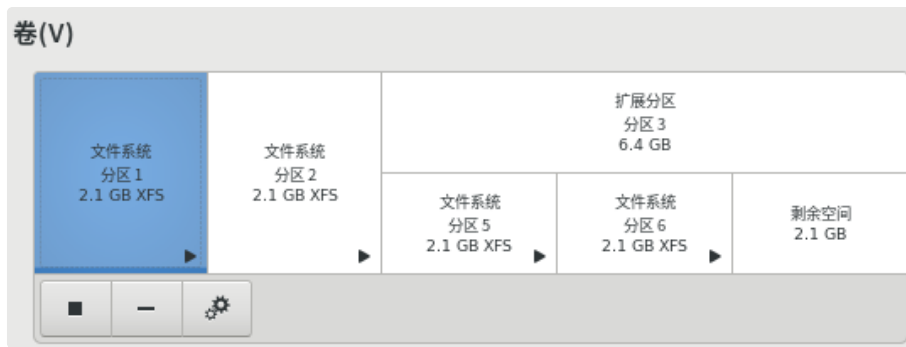 卷(V)
文件系统
分区 1
2.1 GB XFS
文件系统
分区 2
2.1 GB XFS
扩展分区
分区 3
6.4 GB
文件系统
分区 5
2.1 GB XFS
文件系统
分区 6
2.1 GB XFS
剩余空间
2.1 GB